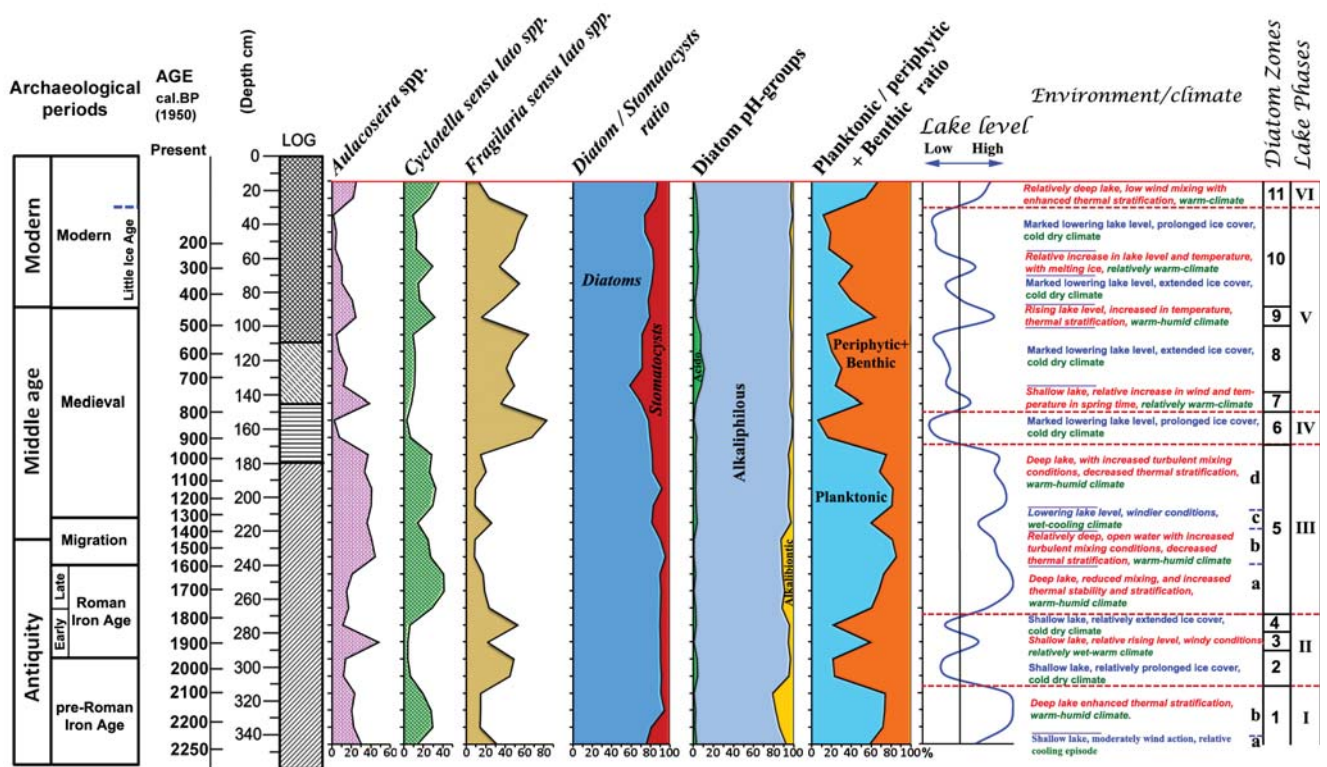 Archaeological
periods
AGE
cal.BP
(1950)
Present
(Depth cm)
LOG
Aulacoseira spp.
Cyclotella sensu lato spp.
Fragilaria sensu lato spp.
Diatom / Stomatocysts
ratio
Diatom pH-groups
Planktonic / periphytic
+ Benthic ratio
Lake level
Low High
Environment/climate
Diatom Zones
Lake Phases
Modern
Middle age
Antiquity
Modern
Little Ice Age
Medieval
Migration
Late
Early
Roman
Iron Age
pre-Roman
Iron Age
200
300
400
500
600
700
800
900
1000
1100
1200
1300
1400
1500
1600
1700
1800
1900
2000
2100
2200
2250
0
20
40
60
80
100
120
140
160
180
200
220
240
260
280
300
320
340
Diatoms
Stomatocysts
Acido
Alkaliphilous
Alkalibiontic
Planktonic
Periphytic+
Benthic
0 20 40 60
0 20 40
0 20 40 60 80
0 20 40 60 80 100
0 20 40 60 80 100
0 20 40 60 80 100%
Relatively deep lake, low wind mixing with
enhanced thermal stratification, warm-climate
Marked lowering lake level, prolonged ice cover,
cold dry climate
Relative increase in lake level and temperature,
with melting ice, relatively warm-climate
Marked lowering lake level, extended ice cover,
cold dry climate
Rising lake level, increased in temperature,
thermal stratification, warm-humid climate
Marked lowering lake level, extended ice cover,
cold dry climate
Shallow lake, relative increase in wind and tem-
perature in spring time, relatively warm-climate
Marked lowering lake level, prolonged ice cover,
cold dry climate
Deep lake, with increased turbulent mixing
conditions, decreased thermal stratification,
warm-humid climate
Lowering lake level, windier conditions,
wet-cooling climate
Relatively deep, open water with increased
turbulent mixing conditions, decreased
thermal stratification, warm-humid climate
Deep lake, reduced mixing, and increased
thermal stability and stratification,
warm-humid climate
Shallow lake, relatively extended ice cover,
cold dry climate
Shallow lake, relative rising level, windy conditions
relatively wet-warm climate
Shallow lake, relatively prolonged ice cover,
cold dry climate
Deep lake enhanced thermal stratification,
warm-humid climate.
Shallow lake, moderately wind action, relative
cooling episode
11
10
9
8
7
6
d
c
5
b
a
4
3
2
b
1
a
VI
V
IV
III
II
I